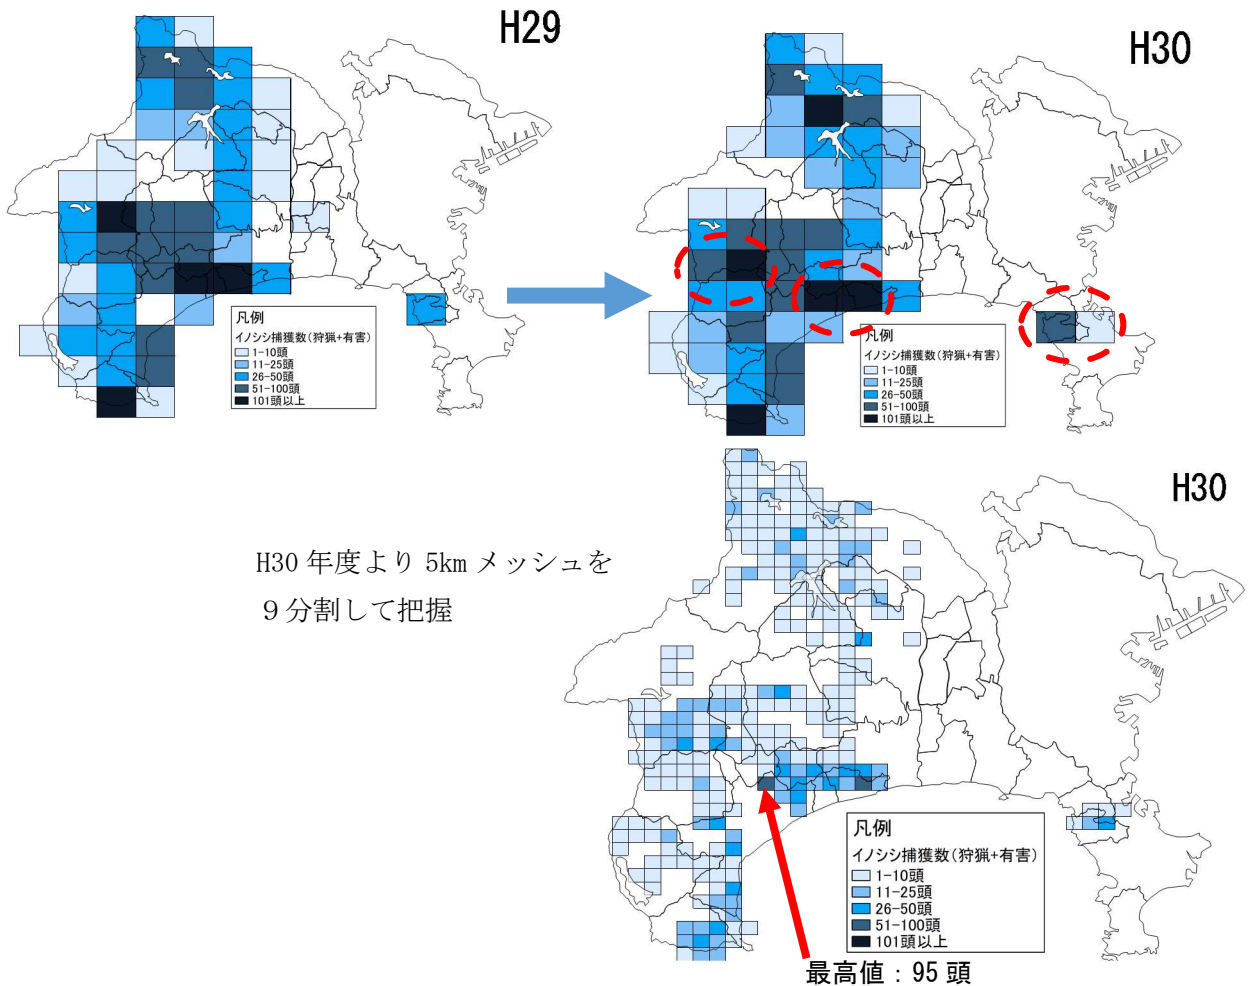 H29
凡例
イノシシ捕獲数(狩猟+有害)
1-10頭
11-25頭
26-50頭
51-100頭
101頭以上
H30
凡例
イノシシ捕獲数(狩猟+有害)
1-10頭
11-25頭
26-50頭
51-100頭
101頭以上
H30 年度より 5km メッシュを
９分割して把握
H30
凡例
イノシシ捕獲数(狩猟+有害)
1-10頭
11-25頭
26-50頭
51-100頭
101頭以上
最高値：95 頭